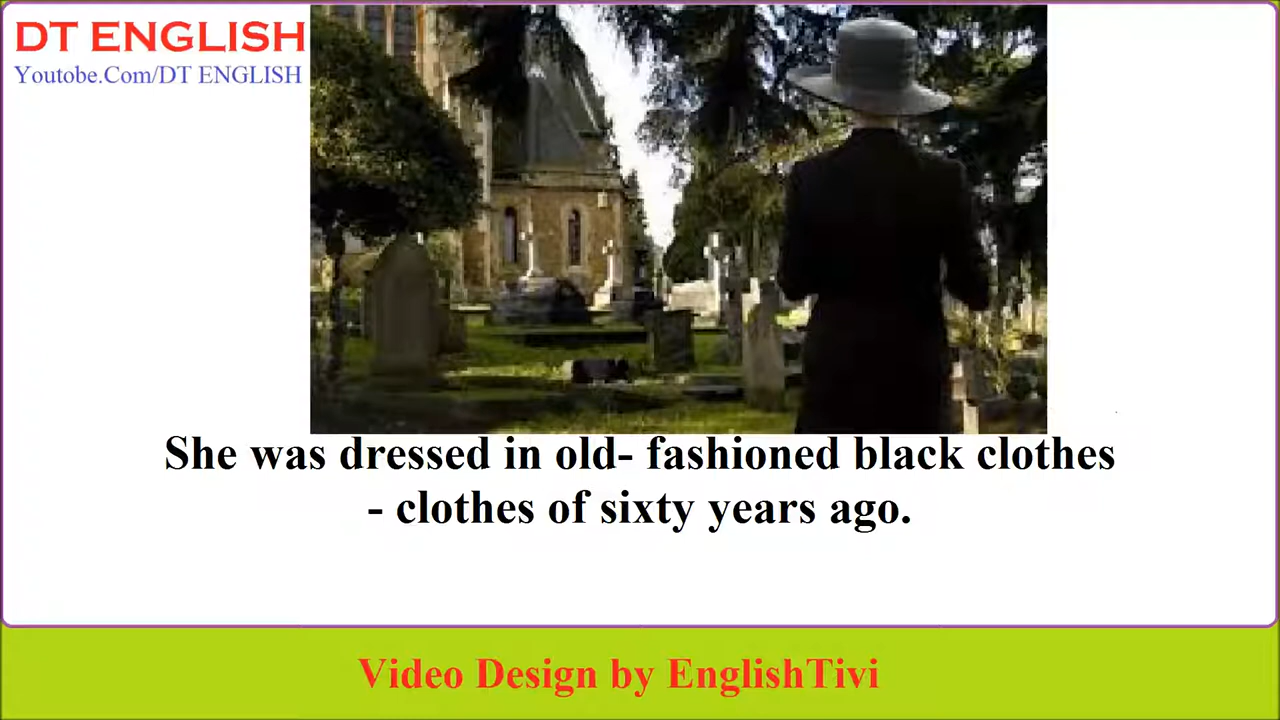 DT ENGLISH
Youtobe.Com/DT ENGLISH
She was dressed in old- fashioned black clothes
- clothes of sixty years ago.
Video Design by EnglishTivi